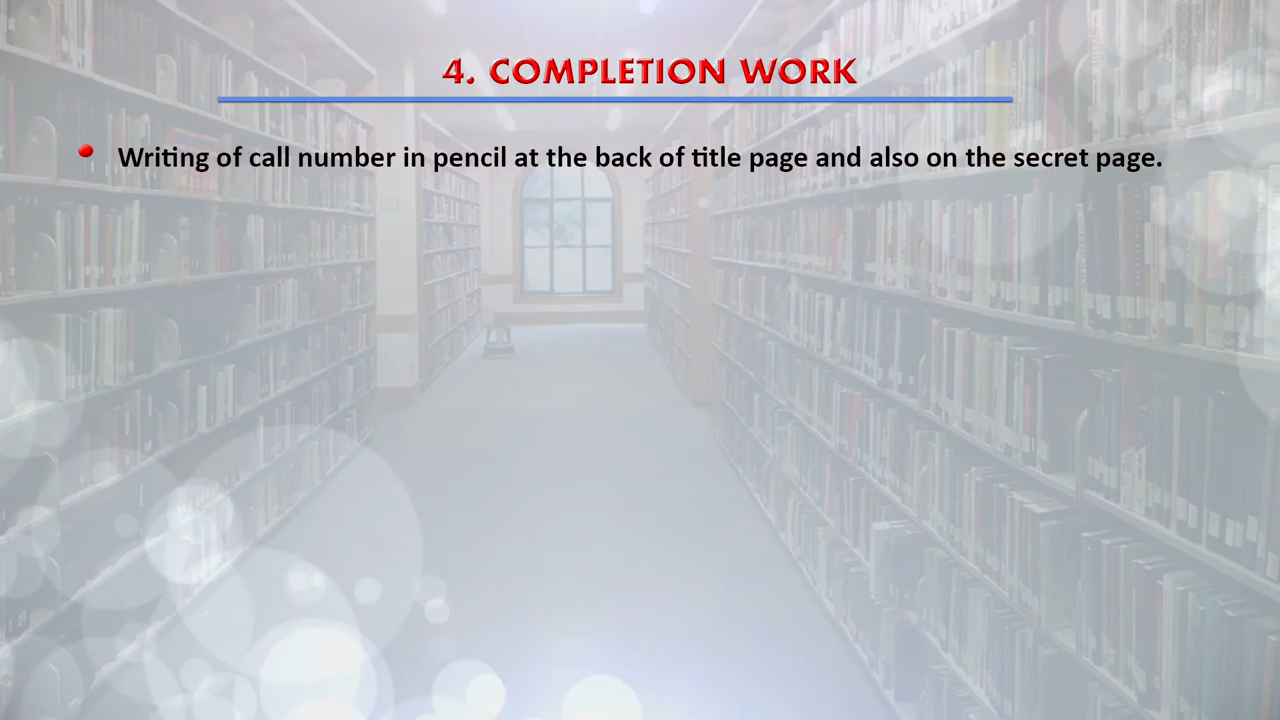 4. COMPLETION WORK
Writing of call number in pencil at the back of title page and also on the secret page.